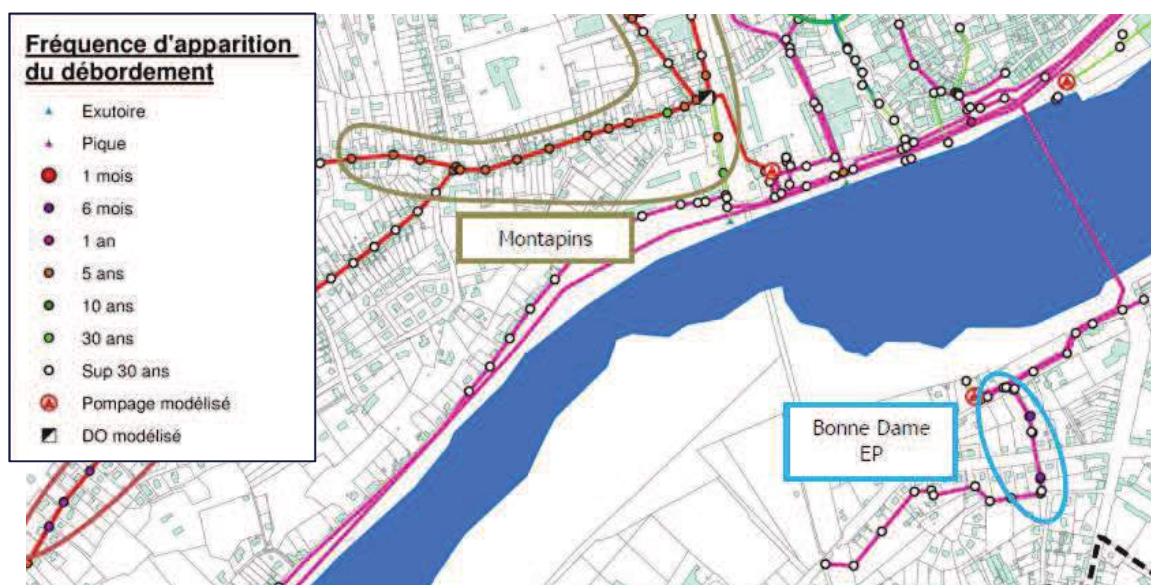 Fréquence d'apparition
du débordement
Exutoire
Pique
1 mois
6 mois
1 an
5 ans
10 ans
30 ans
Sup 30 ans
Pompage modélisé
DO modélisé
Montapins
Bonne Dame
EP